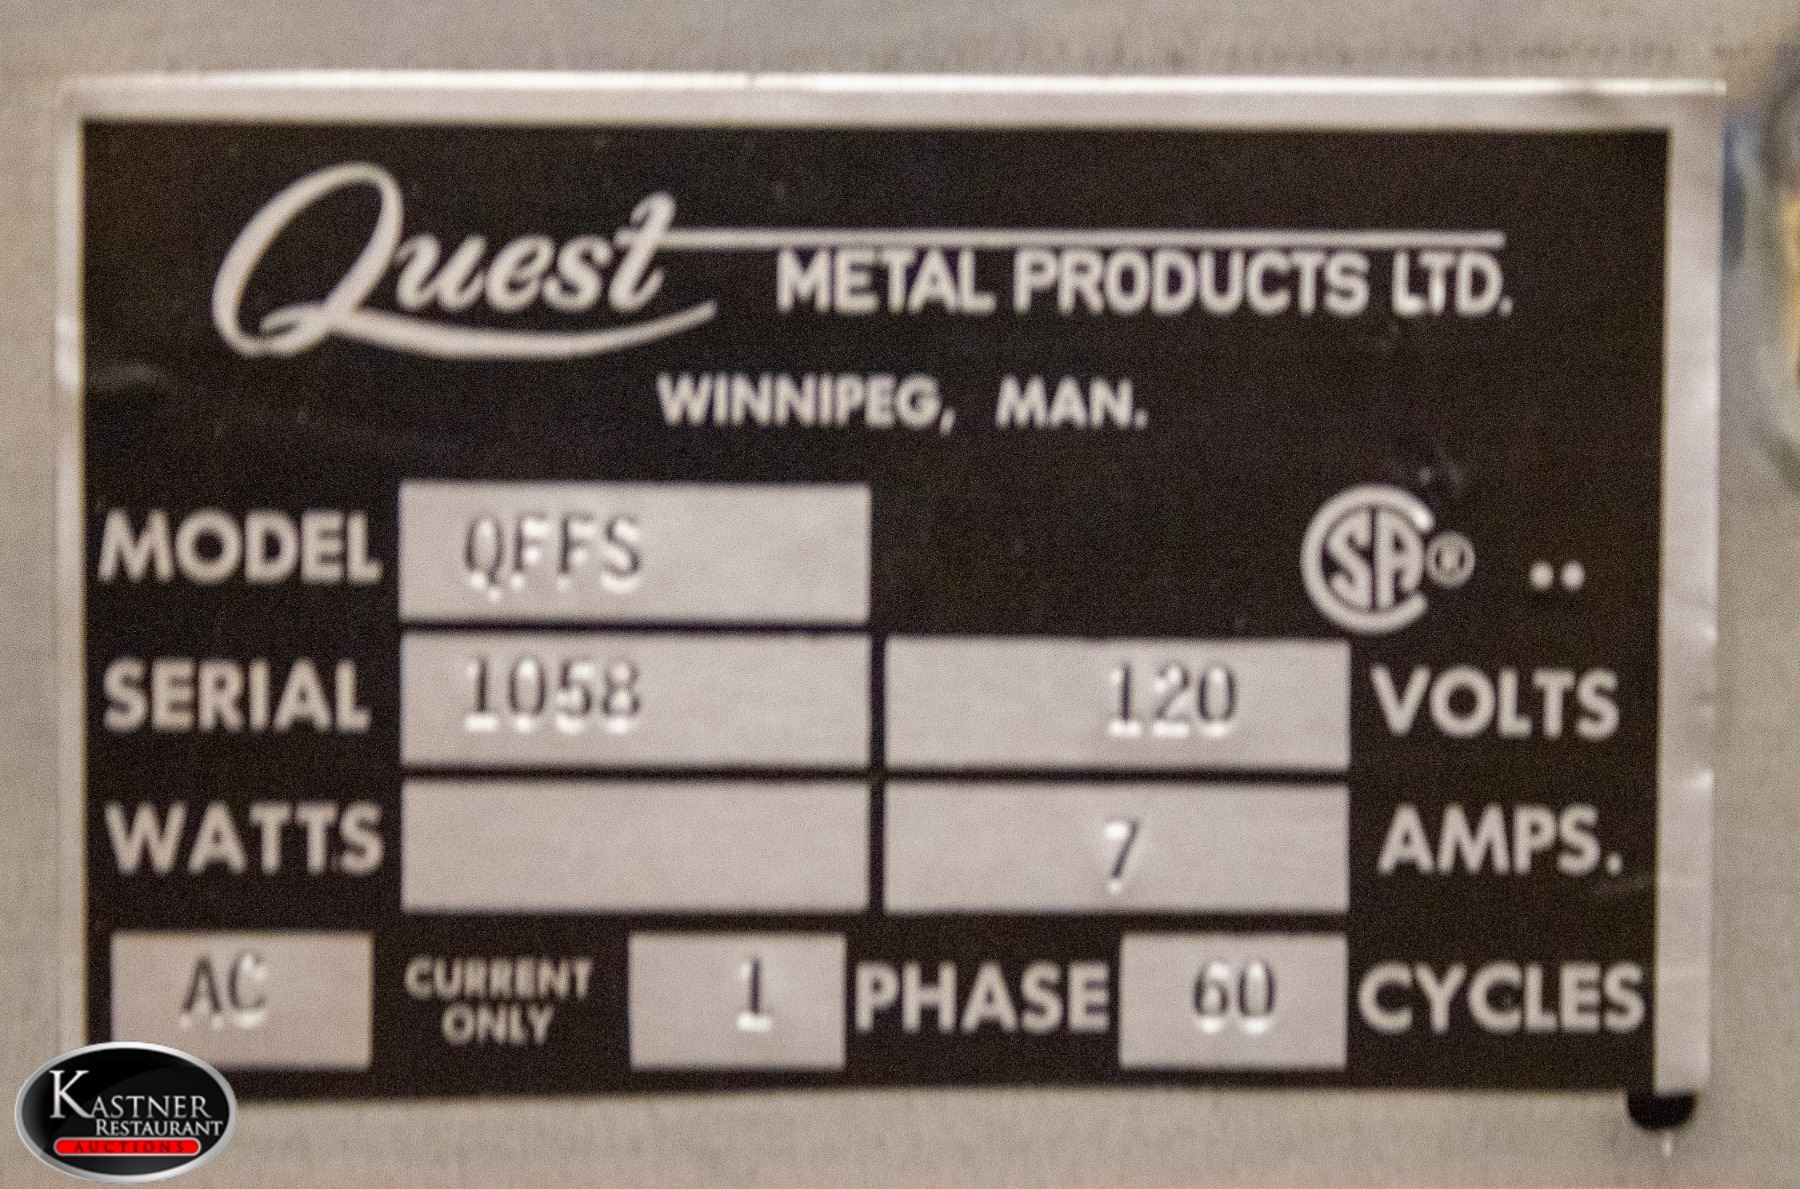 Quest METAL PRODUCTS LTD.
WINNIPEG, MAN.
MODEL QFFS SA®
SERIAL 1058 120 VOLTS
WATTS 7 AMPS.
AC CURRENT ONLY 1 PHASE 60 CYCLES
KASTNER
RESTAURANT
AUCTIONS